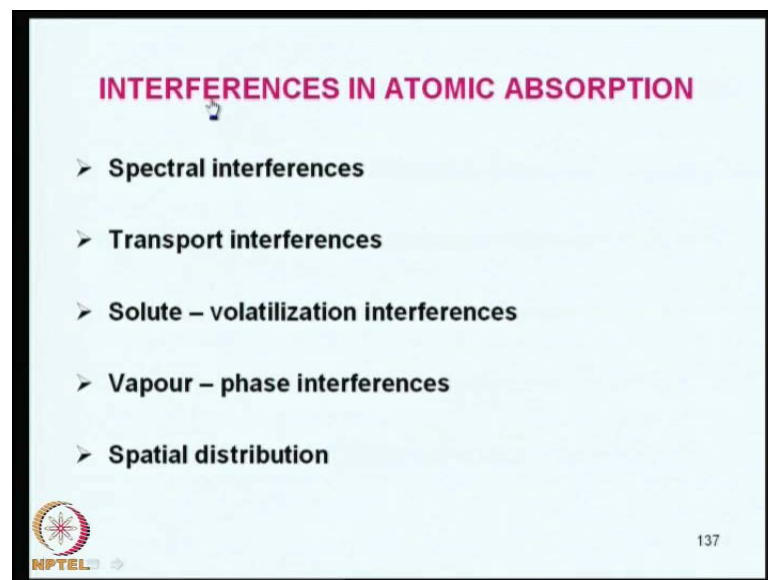 INTERFERENCES IN ATOMIC ABSORPTION
➢ Spectral interferences
➢ Transport interferences
➢ Solute – volatilization interferences
➢ Vapour – phase interferences
➢ Spatial distribution
137
NPTEL